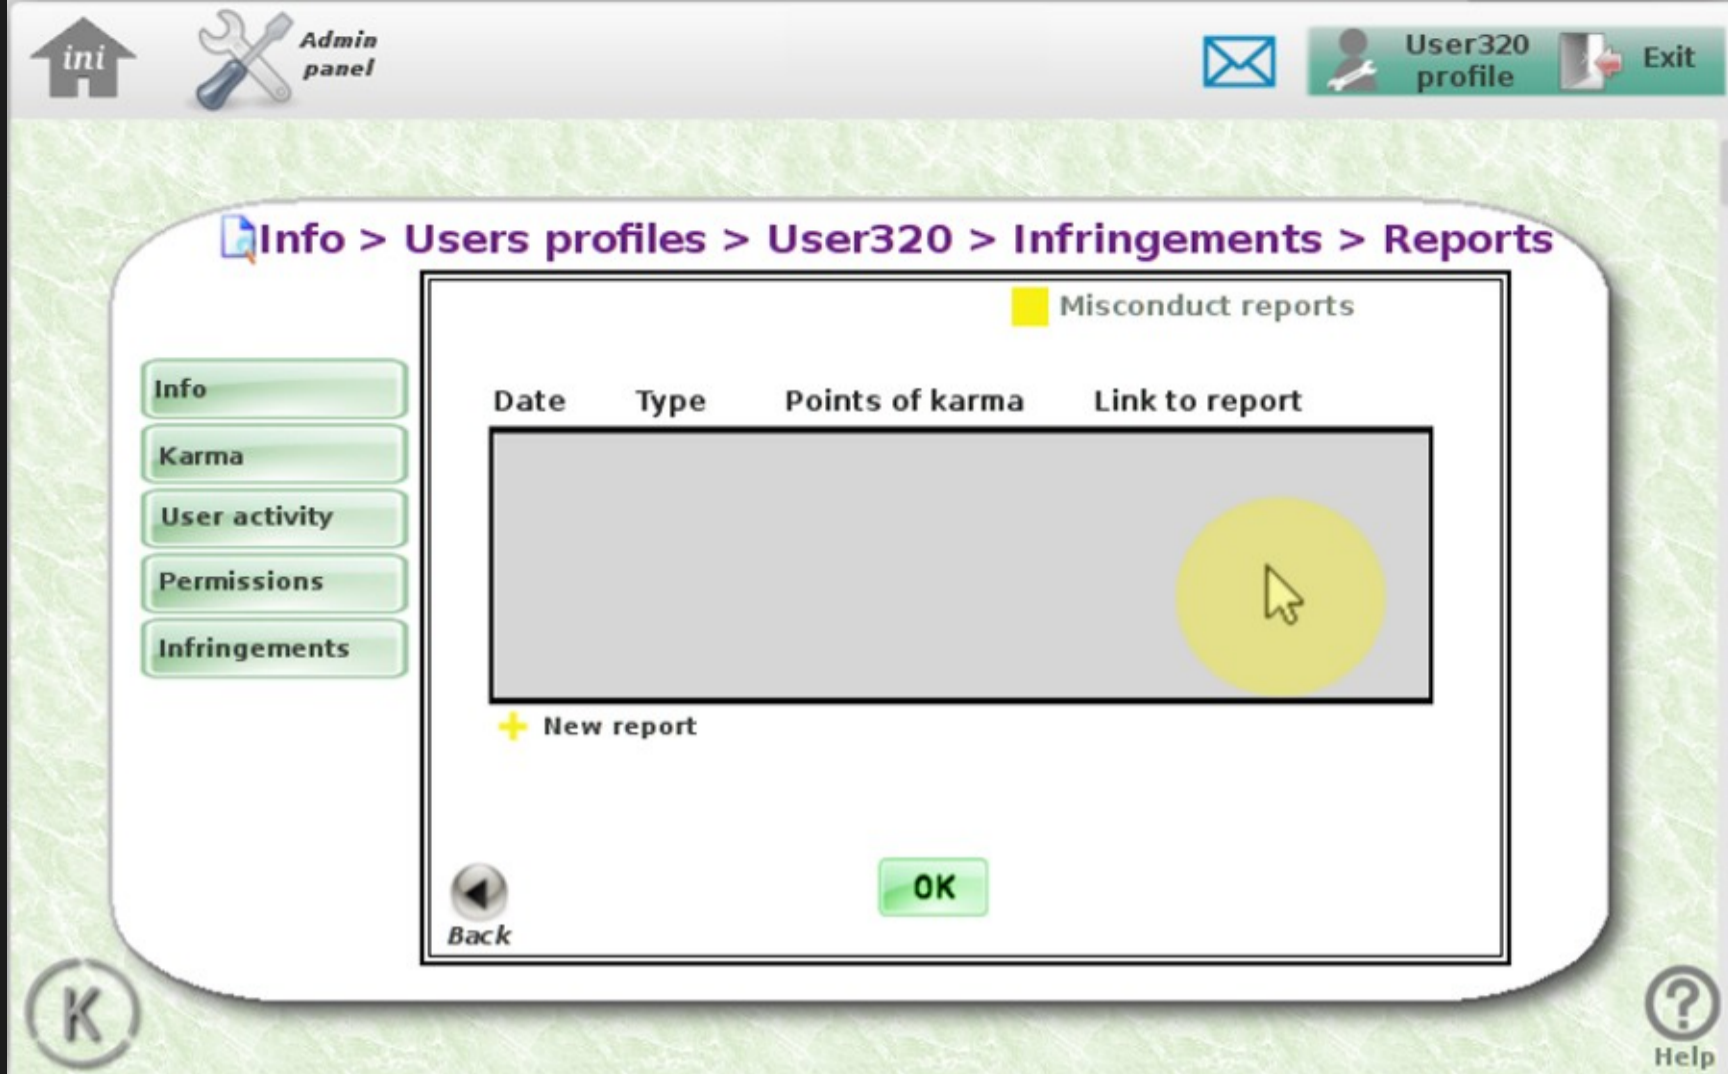 ini
Admin
panel
User320
profile
Exit
Info > Users profiles > User320 > Infringements > Reports
Misconduct reports
Info
Karma
User activity
Permissions
Infringements
Date Type Points of karma Link to report
New report
OK
Back
K
Help